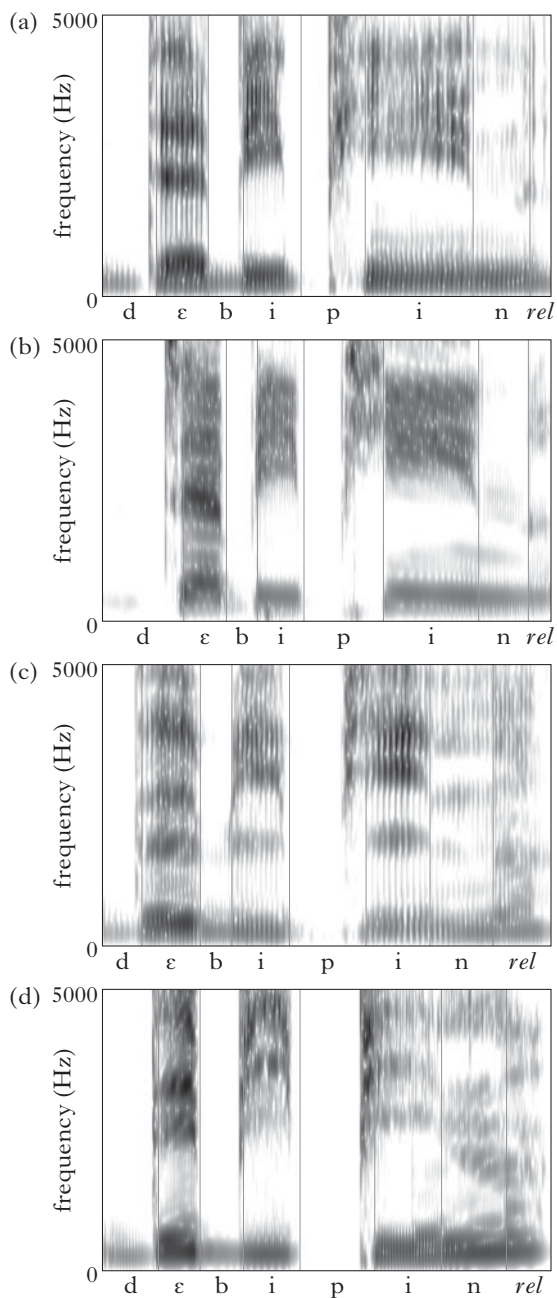 (a)
5000
frequency (Hz)
0
d ɛ b i p i n rel
(b)
5000
frequency (Hz)
0
d ɛ b i p i n rel
(c)
5000
frequency (Hz)
0
d ɛ b i p i n rel
(d)
5000
frequency (Hz)
0
d ɛ b i p i n rel